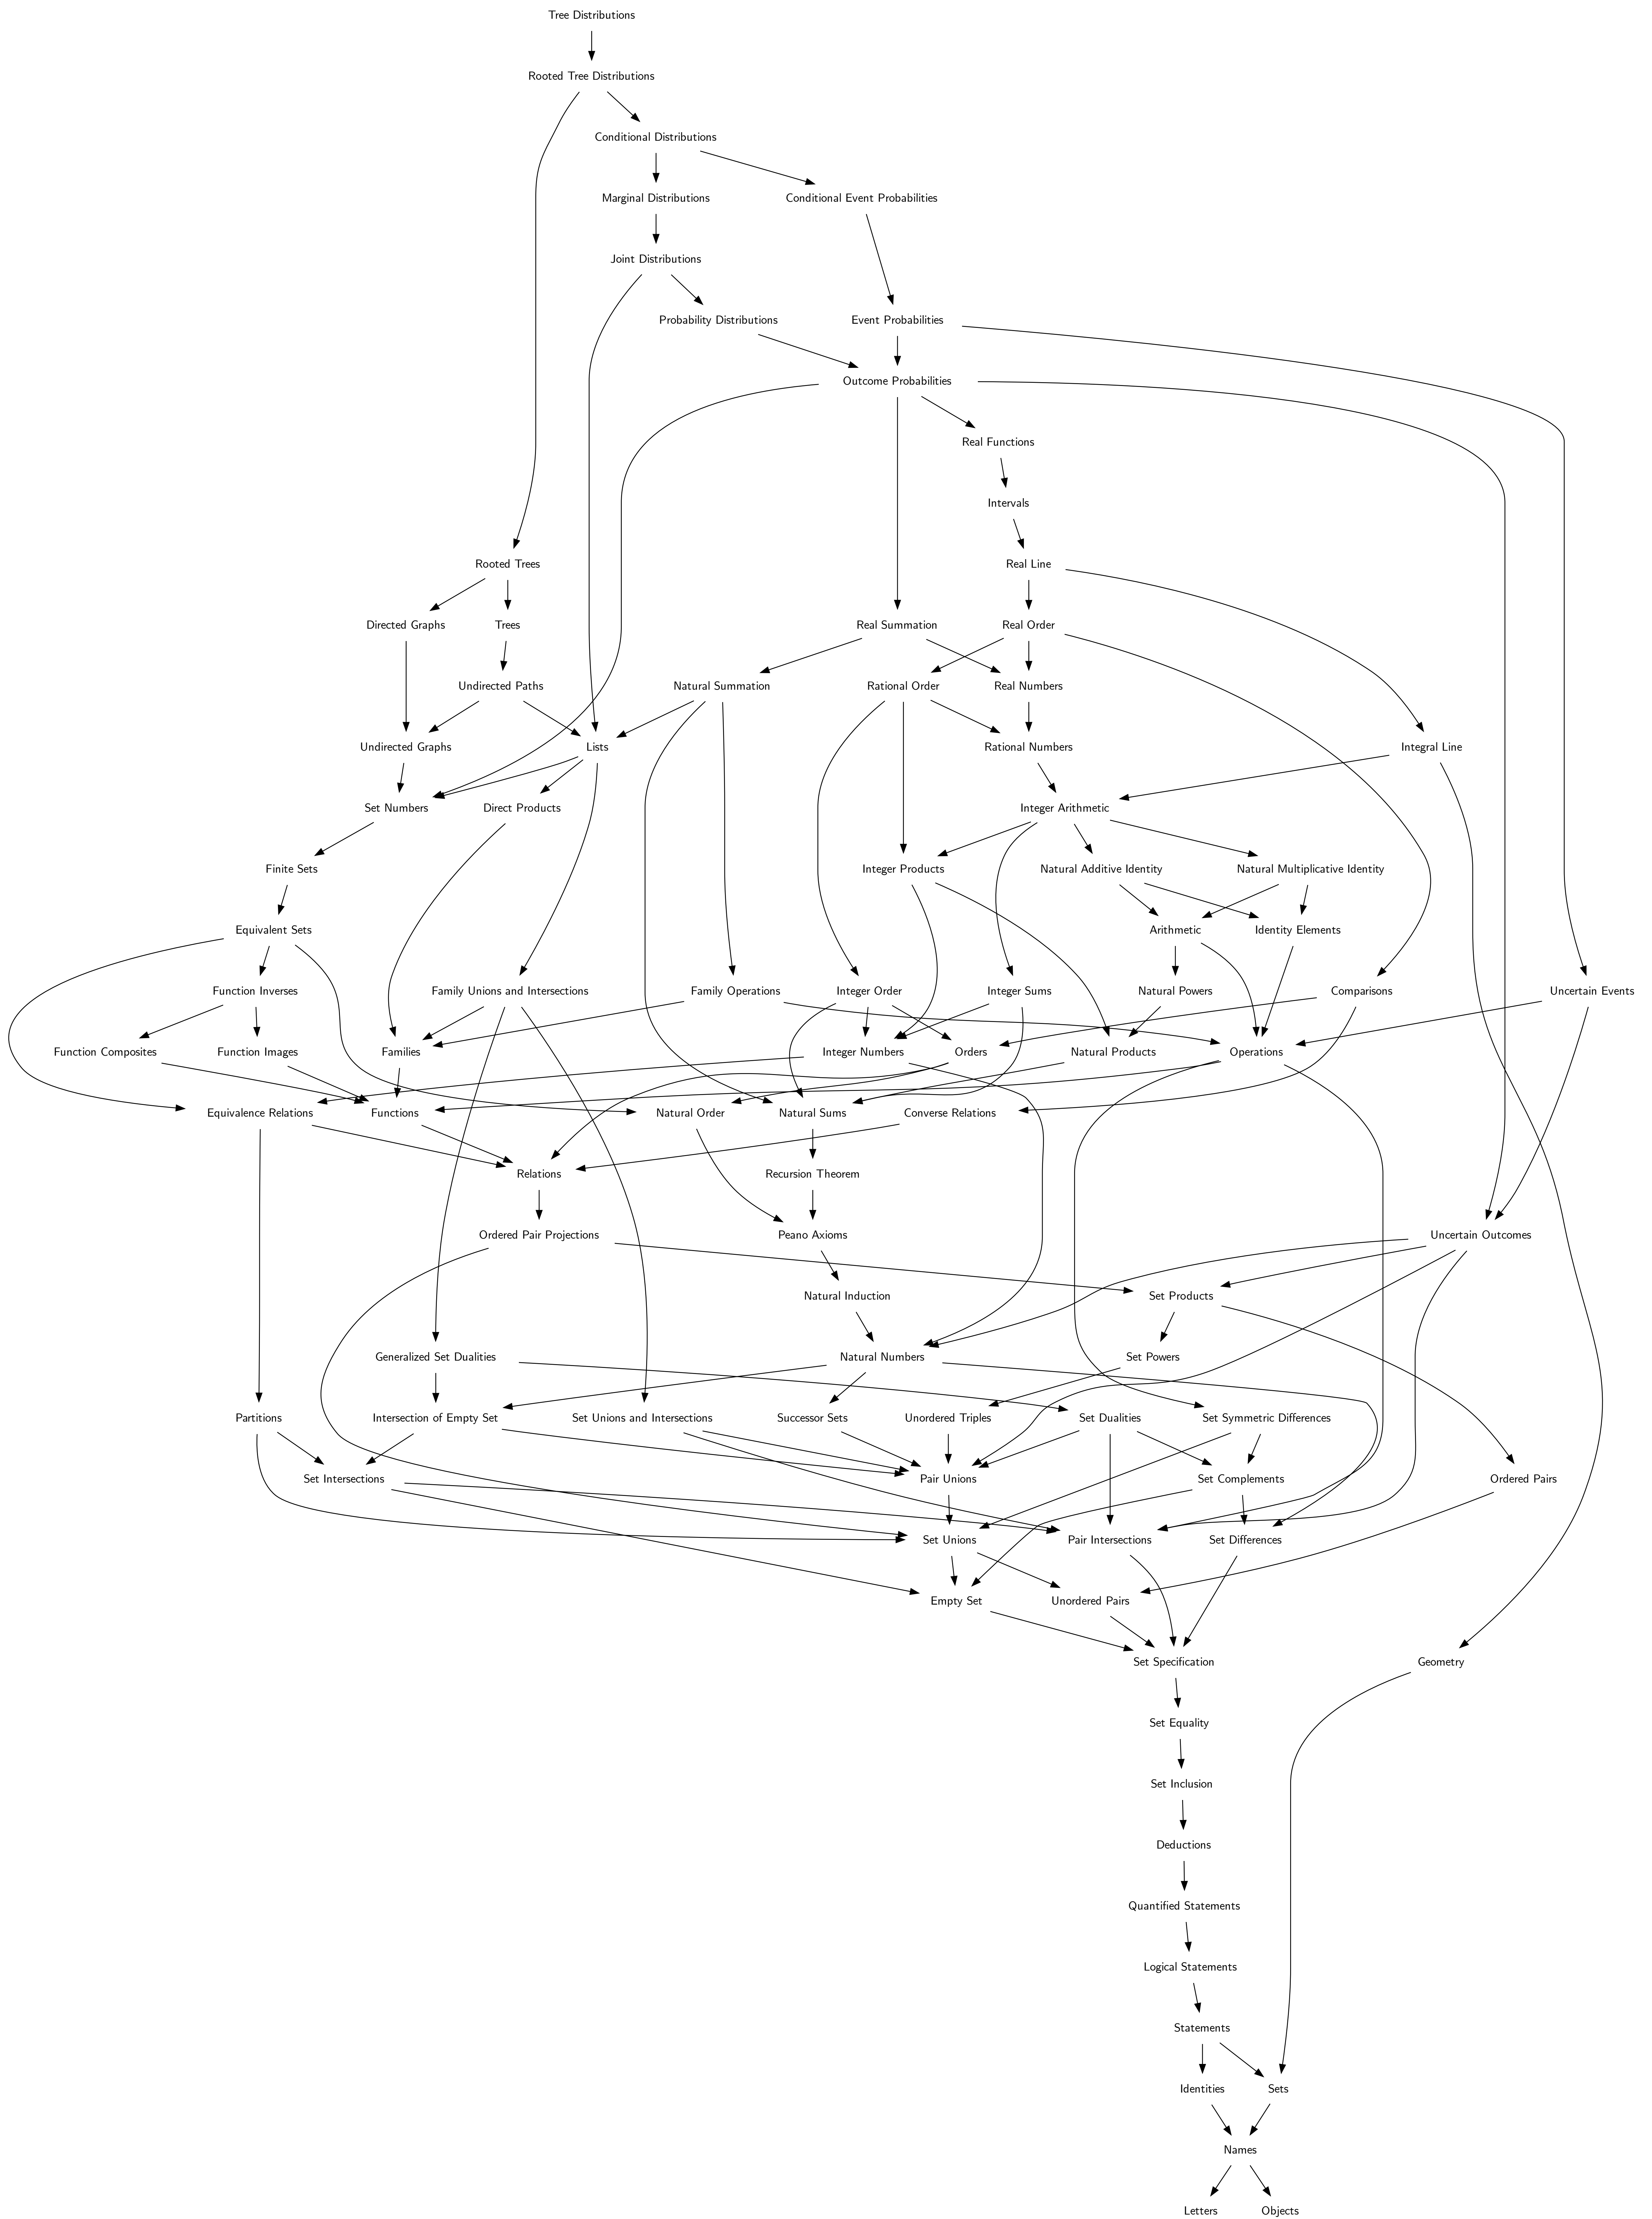 Tree Distributions
Rooted Tree Distributions
Conditional Distributions
Marginal Distributions
Conditional Event Probabilities
Joint Distributions
Probability Distributions
Event Probabilities
Outcome Probabilities
Real Functions
Intervals
Rooted Trees
Real Line
Directed Graphs
Trees
Real Summation
Real Order
Undirected Paths
Natural Summation
Rational Order
Real Numbers
Undirected Graphs
Lists
Rational Numbers
Integral Line
Set Numbers
Direct Products
Integer Arithmetic
Finite Sets
Integer Products
Natural Additive Identity
Natural Multiplicative Identity
Equivalent Sets
Arithmetic
Identity Elements
Function Inverses
Family Unions and Intersections
Family Operations
Integer Order
Integer Sums
Natural Powers
Comparisons
Uncertain Events
Function Composites
Function Images
Families
Integer Numbers
Orders
Natural Products
Operations
Equivalence Relations
Functions
Natural Order
Natural Sums
Converse Relations
Relations
Recursion Theorem
Ordered Pair Projections
Peano Axioms
Uncertain Outcomes
Natural Induction
Set Products
Generalized Set Dualities
Natural Numbers
Set Powers
Partitions
Intersection of Empty Set
Set Unions and Intersections
Successor Sets
Unordered Triples
Set Dualities
Set Symmetric Differences
Set Intersections
Pair Unions
Set Complements
Ordered Pairs
Set Unions
Pair Intersections
Set Differences
Empty Set
Unordered Pairs
Set Specification
Geometry
Set Equality
Set Inclusion
Deductions
Quantified Statements
Logical Statements
Statements
Identities
Sets
Names
Letters
Objects